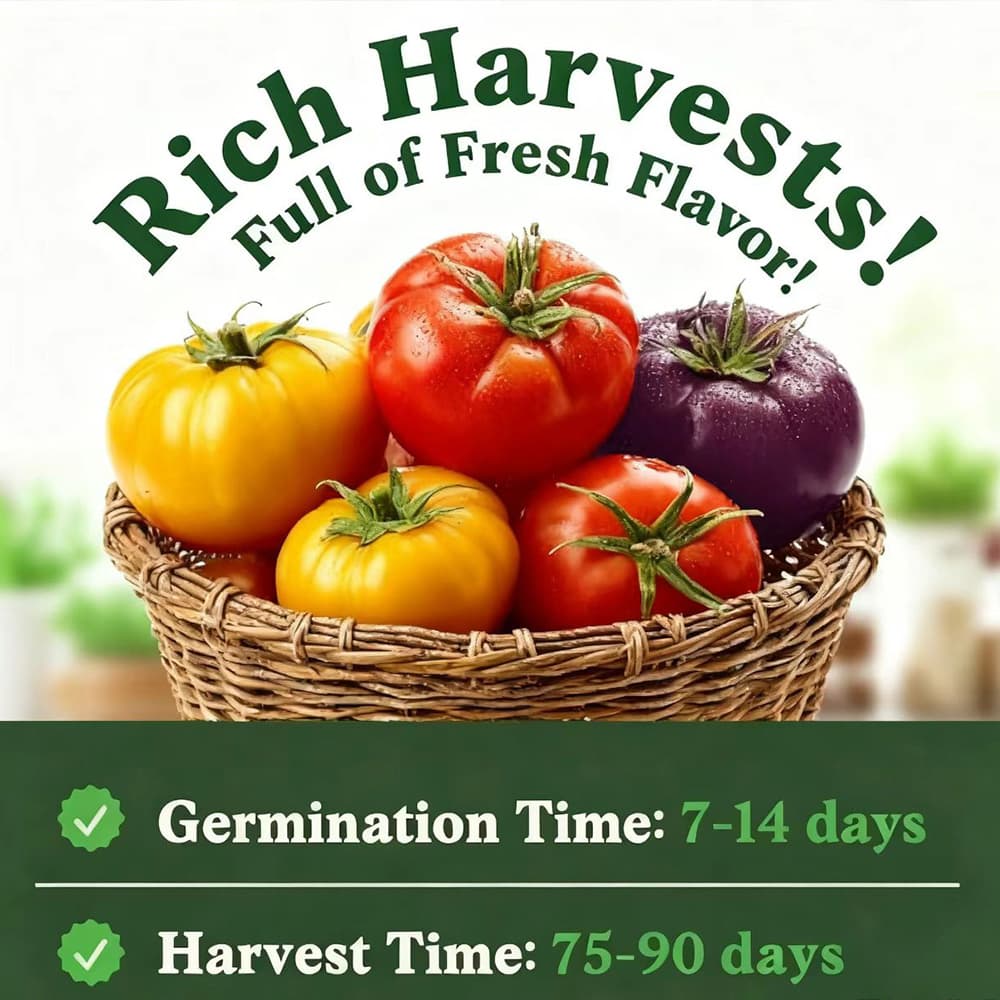 Rich Harvests!
Full of Fresh Flavor!
Germination Time: 7-14 days
Harvest Time: 75-90 days